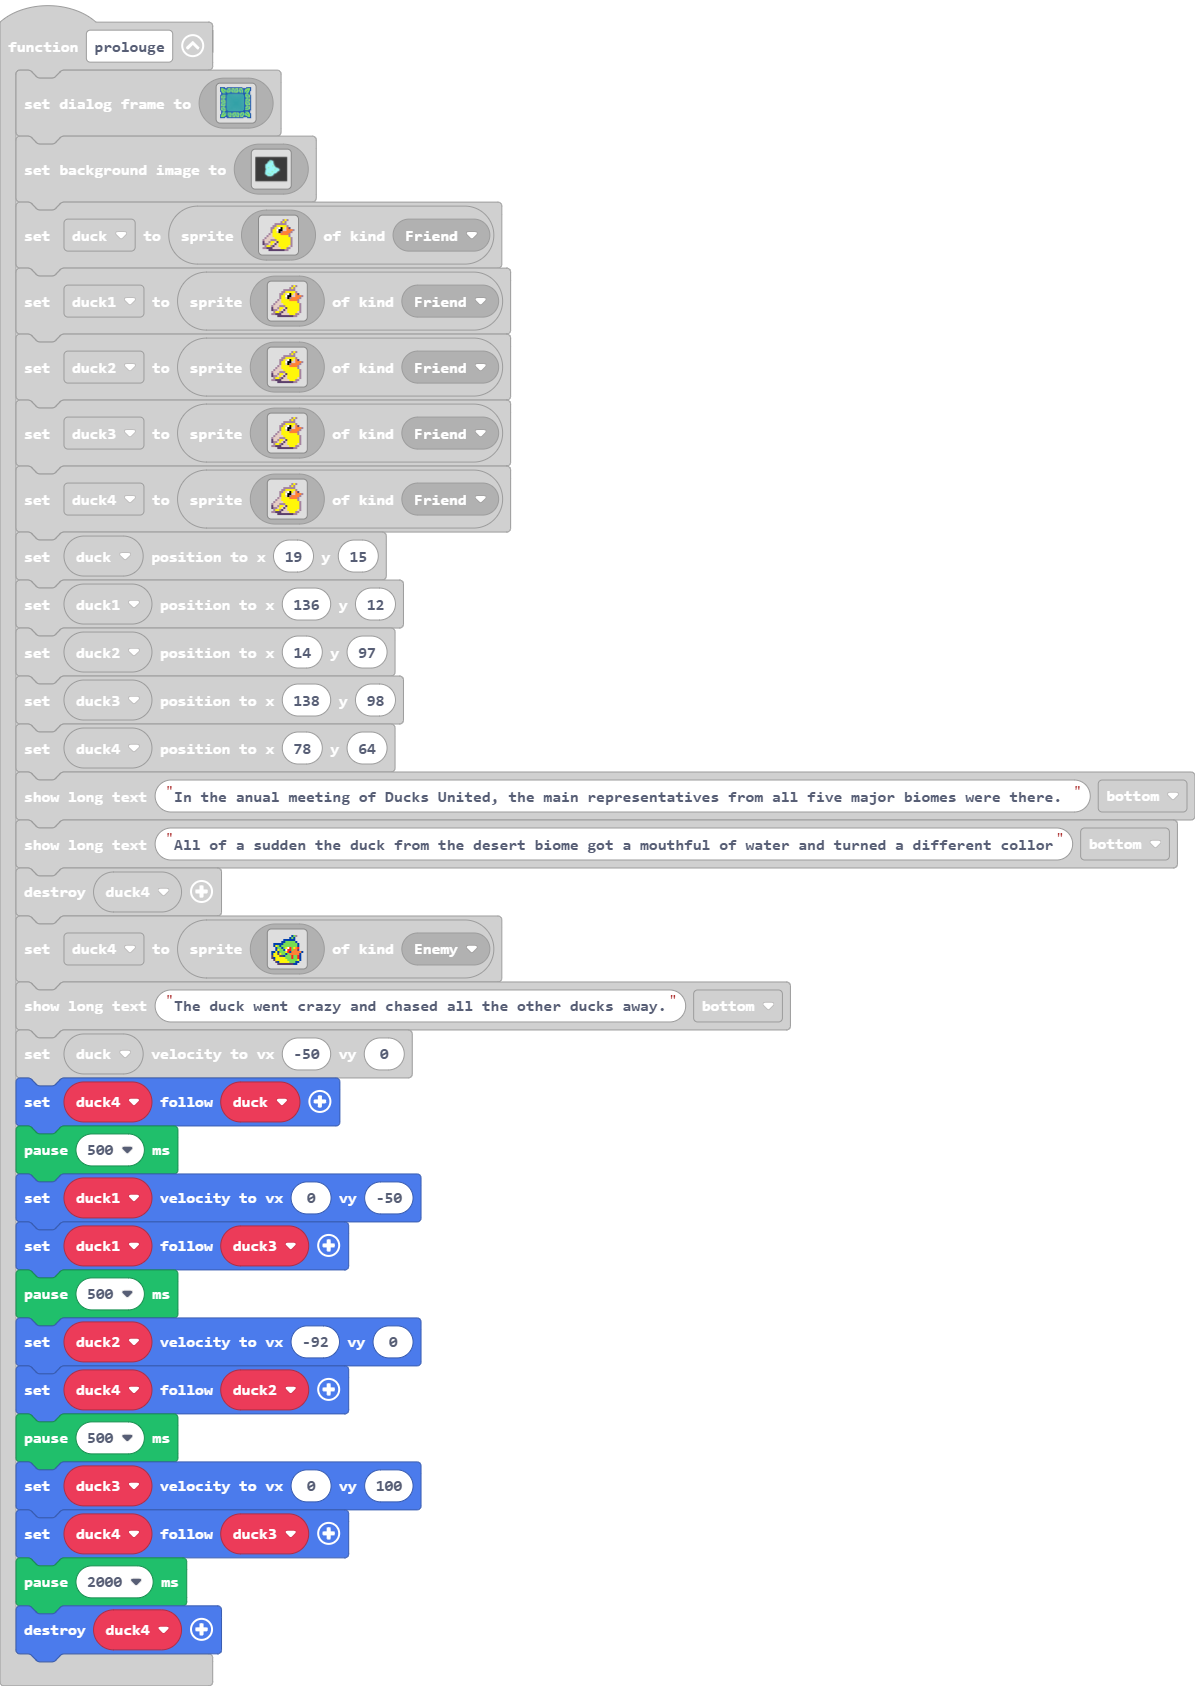 function prolouge
set dialog frame to
set background image to
set duck to sprite of kind Friend
set duck1 to sprite of kind Friend
set duck2 to sprite of kind Friend
set duck3 to sprite of kind Friend
set duck4 to sprite of kind Friend
set duck position to x 19 y 15
set duck1 position to x 136 y 12
set duck2 position to x 14 y 97
set duck3 position to x 138 y 98
set duck4 position to x 78 y 64
show long text "In the anual meeting of Ducks United, the main representatives from all five major biomes were there. " bottom
show long text "All of a sudden the duck from the desert biome got a mouthful of water and turned a different collor" bottom
destroy duck4
set duck4 to sprite of kind Enemy
show long text "The duck went crazy and chased all the other ducks away." bottom
set duck velocity to vx -50 vy 0
set duck4 follow duck
pause 500 ms
set duck1 velocity to vx 0 vy -50
set duck1 follow duck3
pause 500 ms
set duck2 velocity to vx -92 vy 0
set duck4 follow duck2
pause 500 ms
set duck3 velocity to vx 0 vy 100
set duck4 follow duck3
pause 2000 ms
destroy duck4